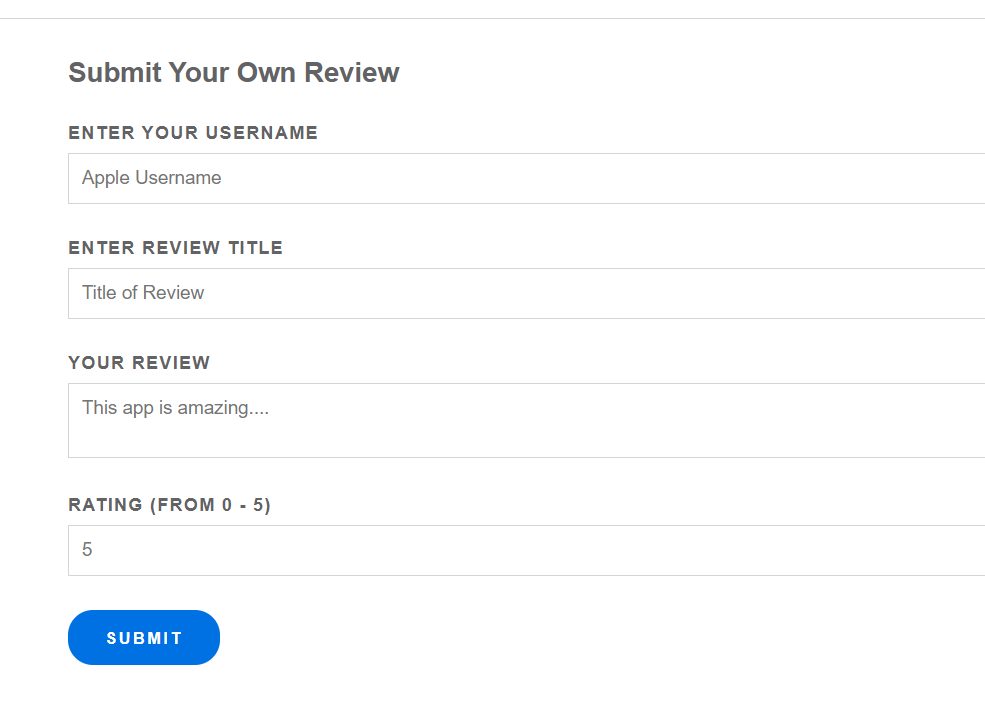 Submit Your Own Review
ENTER YOUR USERNAME
Apple Username
ENTER REVIEW TITLE
Title of Review
YOUR REVIEW
This app is amazing....
RATING (FROM 0 - 5)
5
SUBMIT